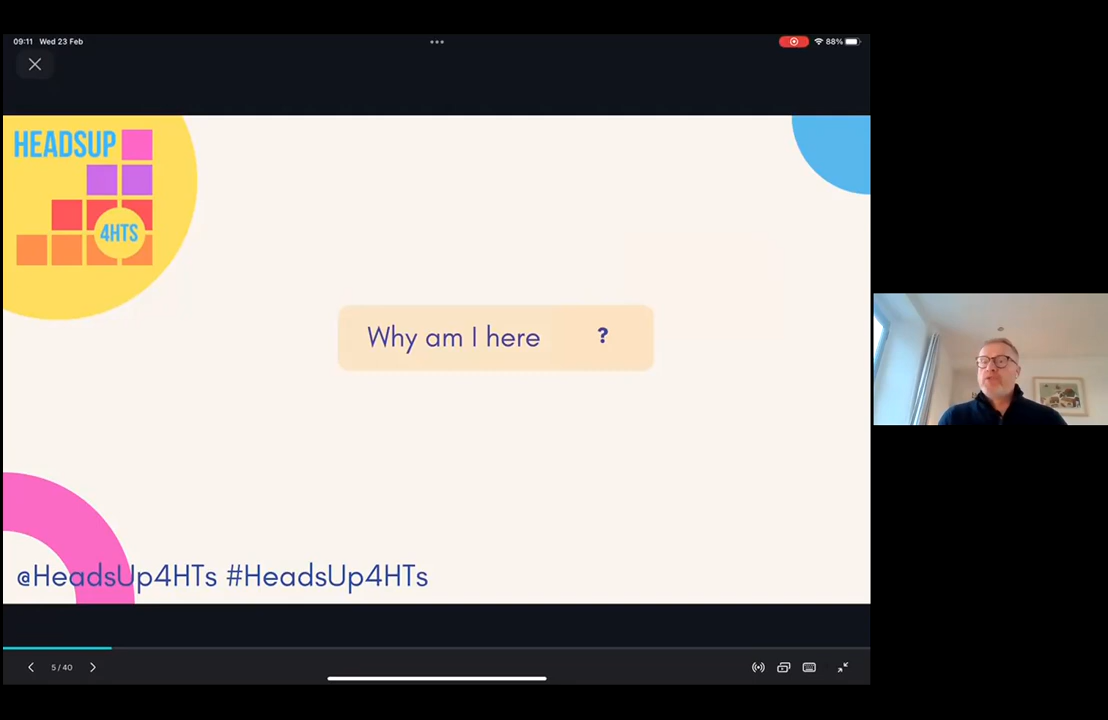 09:11 Wed 23 Feb
88%
HEADSUP
4HTS
Why am I here ?
@HeadsUp4HTs #HeadsUp4HTs
5 / 40